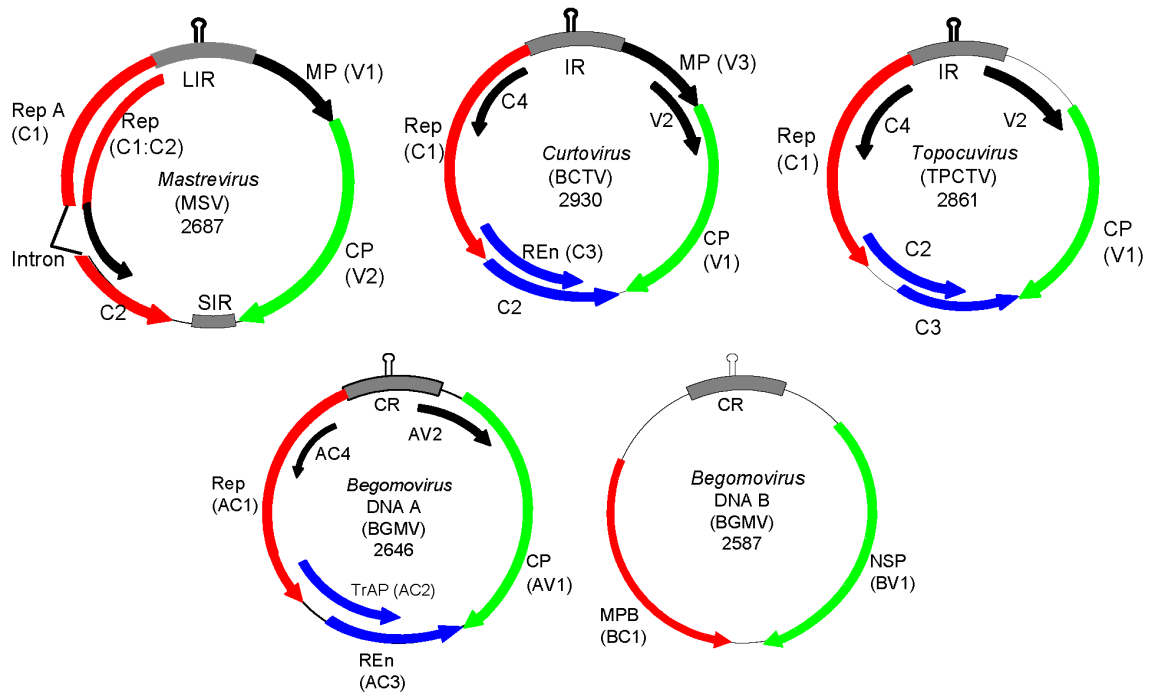 LIR
MP (V1)
Rep A
(C1)
Rep
(C1:C2)
Mastrevirus
(MSV)
2687
Intron
CP
(V2)
SIR
C2
IR
MP (V3)
C4
V2
Rep
(C1)
Curtovirus
(BCTV)
2930
REn (C3)
CP
(V1)
C2
IR
C4
V2
Rep
(C1)
Topocuvirus
(TPCTV)
2861
CP
(V1)
C2
C3
CR
AV2
AC4
Rep
(AC1)
Begomovirus
DNA A
(BGMV)
2646
CP
(AV1)
TrAP (AC2)
REn
(AC3)
CR
Begomovirus
DNA B
(BGMV)
2587
NSP
(BV1)
MPB
(BC1)